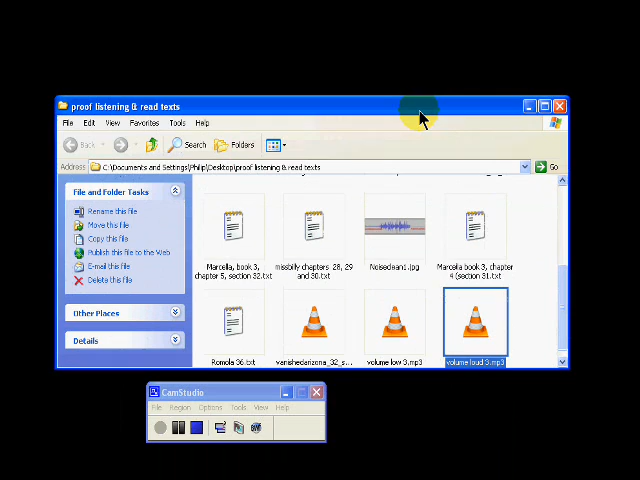 proof listening & read texts
File Edit View Favorites Tools Help
Back Search Folders
Address C:\Documents and Settings\Philip\Desktop\proof listening & read texts Go
File and Folder Tasks
Rename this file
Move this file
Copy this file
Publish this file to the Web
E-mail this file
Delete this file
Other Places
Details
Marcella, book 3,
chapter 5, section 32.txt
missbilly chapters 28, 29
and 30.txt
Noiseclean1.jpg
Marcella book 3, chapter
4 (section 31.txt
Romola 36.txt
vanishedarizona_32_s...
volume low 3.mp3
volume loud 3.mp3
CamStudio
File Region Options Tools View Help